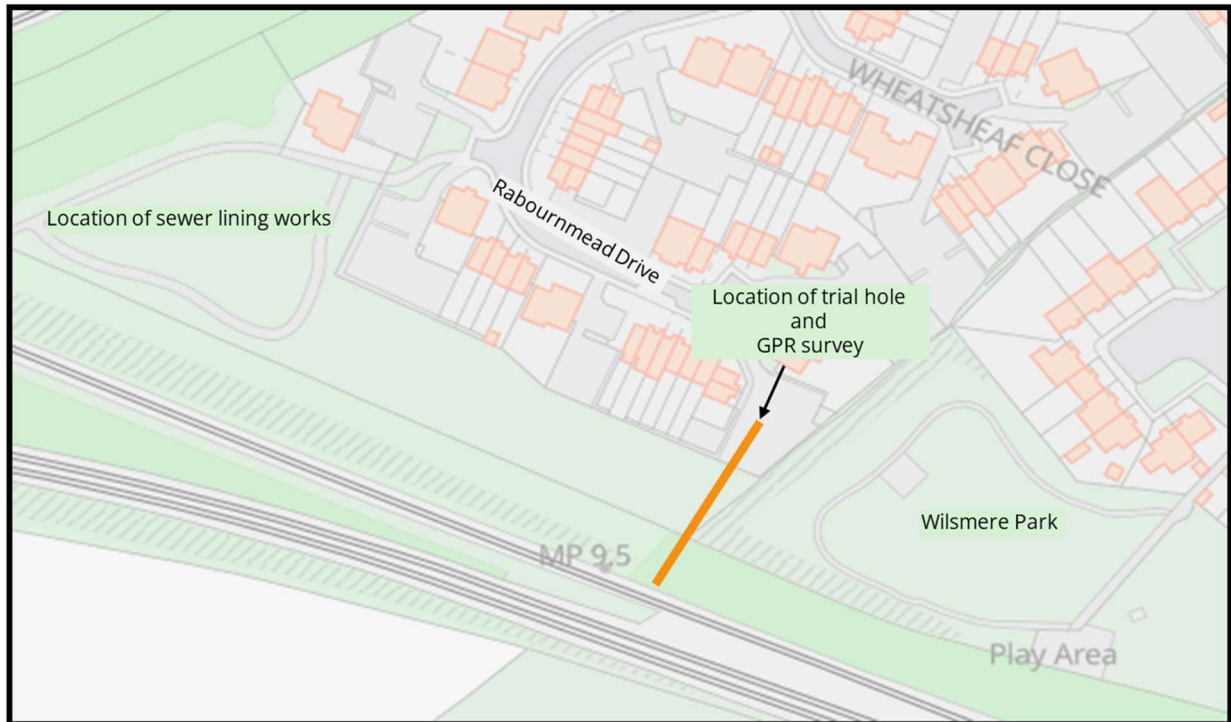 WHEATSHEAF CLOSE
Location of sewer lining works
Rabournmead Drive
Location of trial hole
and
GPR survey
Wilsmere Park
MP 9.5
Play Area